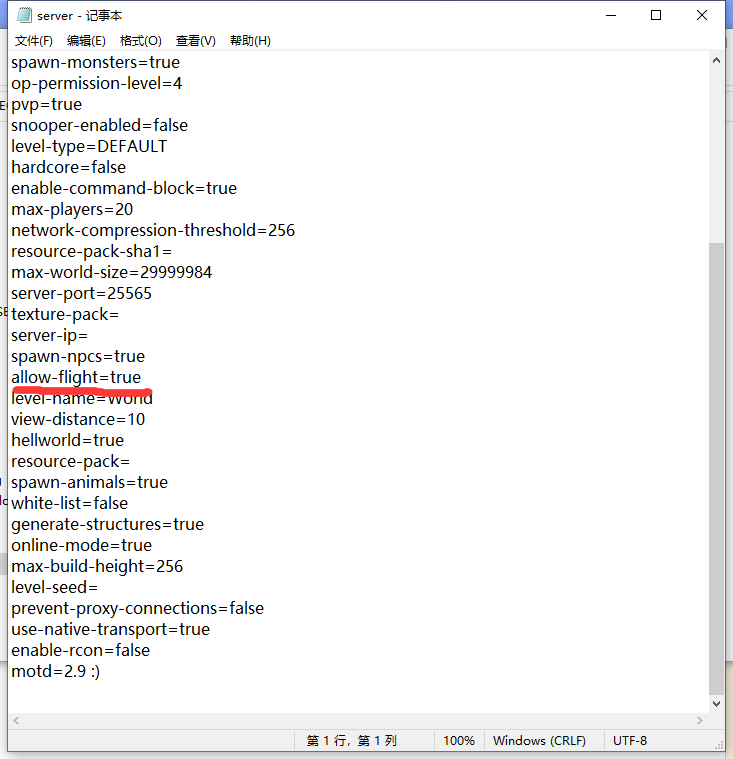 server - 记事本
文件(F) 编辑(E) 格式(O) 查看(V) 帮助(H)
spawn-monsters=true
op-permission-level=4
pvp=true
snooper-enabled=false
level-type=DEFAULT
hardcore=false
enable-command-block=true
max-players=20
network-compression-threshold=256
resource-pack-sha1=
max-world-size=29999984
server-port=25565
texture-pack=
server-ip=
spawn-npcs=true
allow-flight=true
level-name=World
view-distance=10
hellworld=true
resource-pack=
spawn-animals=true
white-list=false
generate-structures=true
online-mode=true
max-build-height=256
level-seed=
prevent-proxy-connections=false
use-native-transport=true
enable-rcon=false
motd=2.9 :)
第 1 行，第 1 列 100% Windows (CRLF) UTF-8